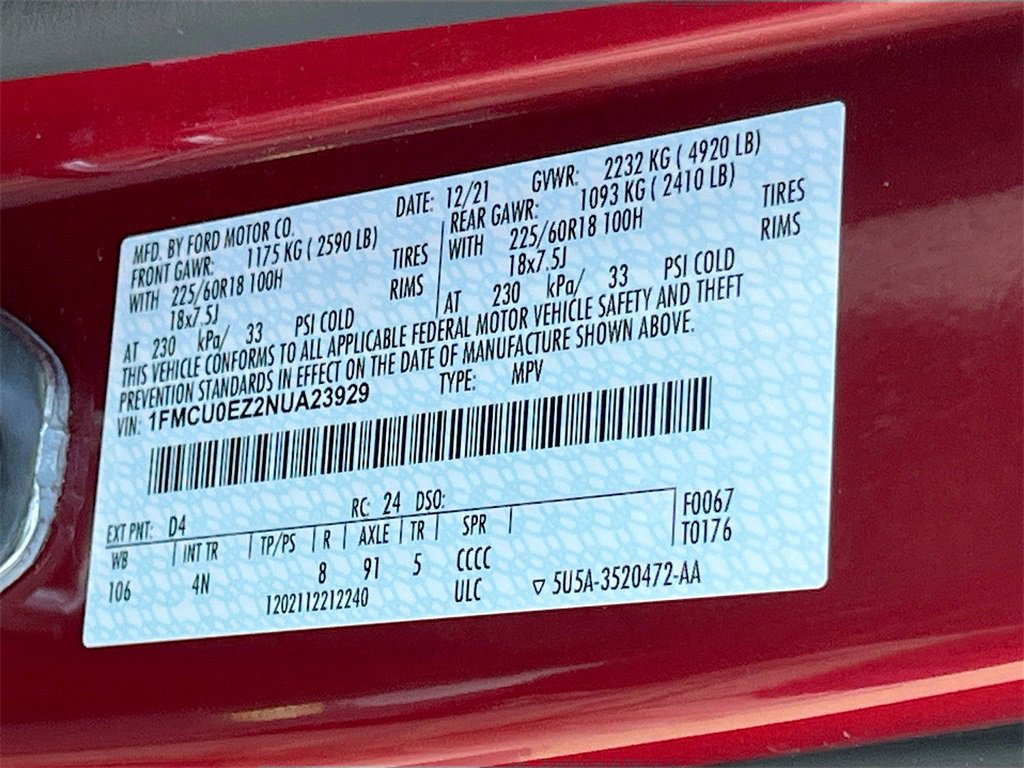 MFD. BY FORD MOTOR CO. DATE: 12/21 GVWR: 2232 KG ( 4920 LB)
FRONT GAWR: 1175 KG ( 2590 LB) REAR GAWR: 1093 KG ( 2410 LB)
WITH 225/60R18 100H TIRES WITH 225/60R18 100H TIRES
18x7.5J RIMS 18x7.5J RIMS
AT 230 kPa/ 33 PSI COLD AT 230 kPa/ 33 PSI COLD
THIS VEHICLE CONFORMS TO ALL APPLICABLE FEDERAL MOTOR VEHICLE SAFETY AND THEFT
PREVENTION STANDARDS IN EFFECT ON THE DATE OF MANUFACTURE SHOWN ABOVE.
VIN: 1FMCU0EZ2NUA23929 TYPE: MPV
EXT PNT: D4 RC: 24 DSO: F0067
WB INT TR TP/PS R AXLE TR SPR T0176
106 4N 8 91 5 CCCC
1202112212240 ULC ▽ 5U5A-3520472-AA